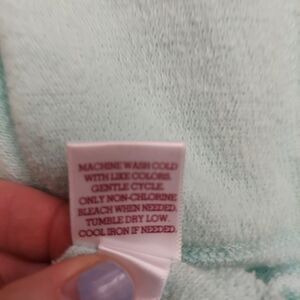 MACHINE WASH COLD
WITH LIKE COLORS.
GENTLE CYCLE.
ONLY NON-CHLORINE
BLEACH WHEN NEEDED.
TUMBLE DRY LOW.
COOL IRON IF NEEDED.